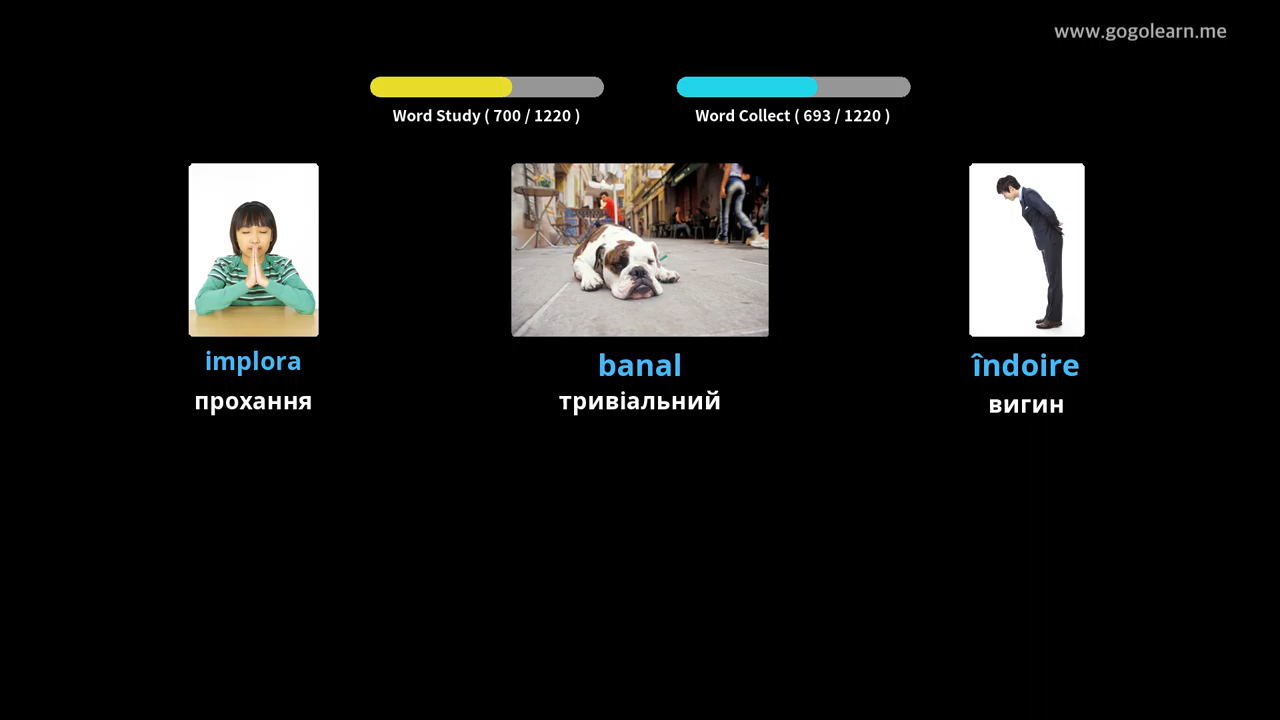 www.gogolearn.me
Word Study ( 700 / 1220 )
Word Collect ( 693 / 1220 )
implora
прохання
banal
тривіальний
îndoire
вигин